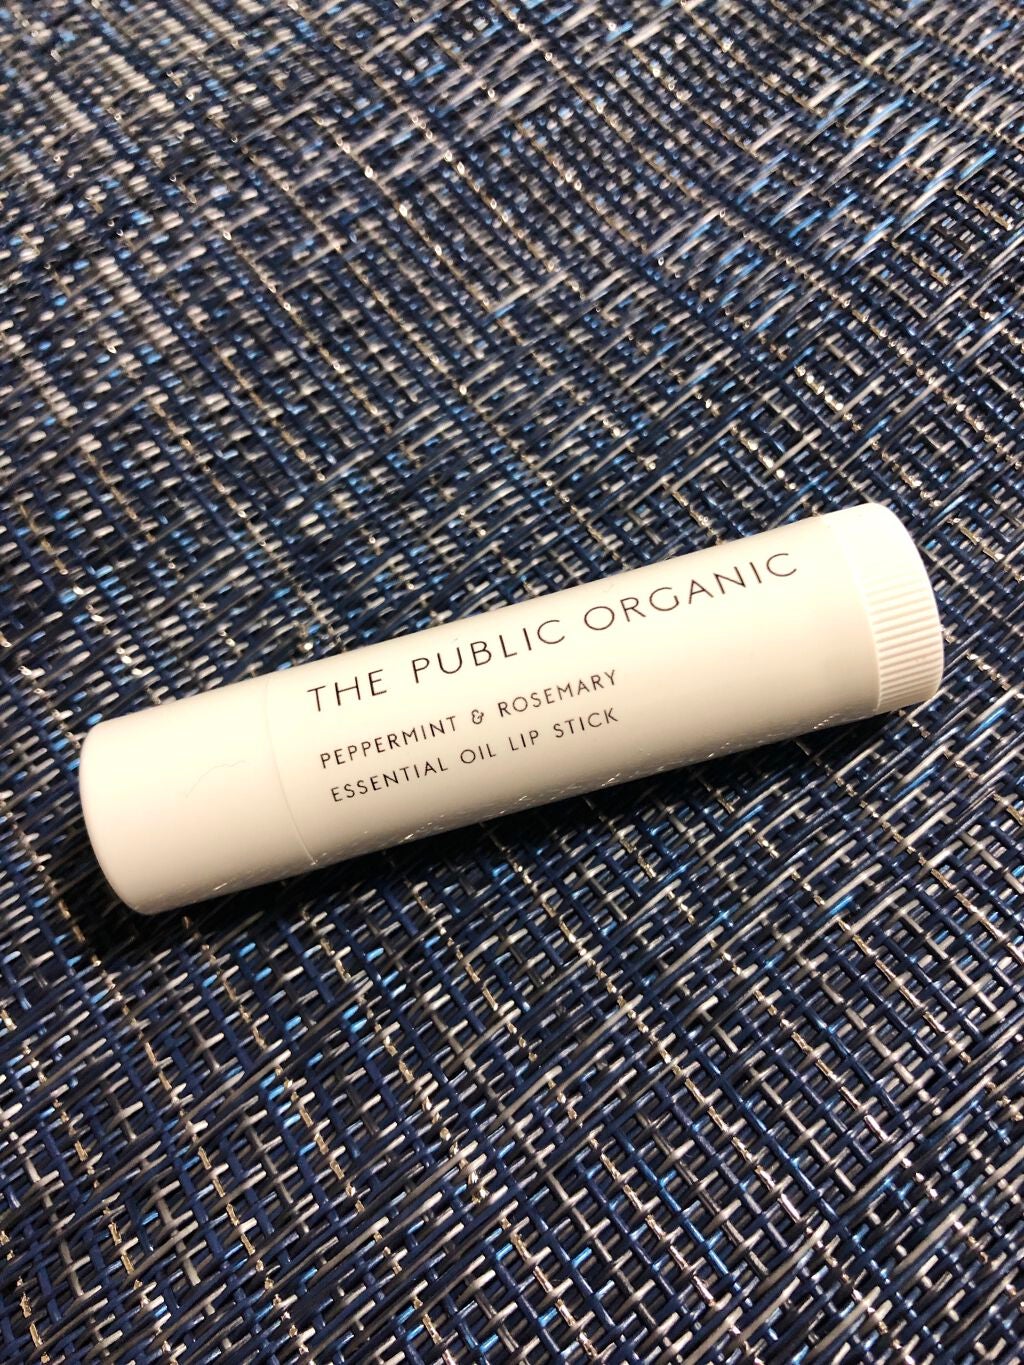 THE PUBLIC ORGANIC
PEPPERMINT & ROSEMARY
ESSENTIAL OIL LIP STICK